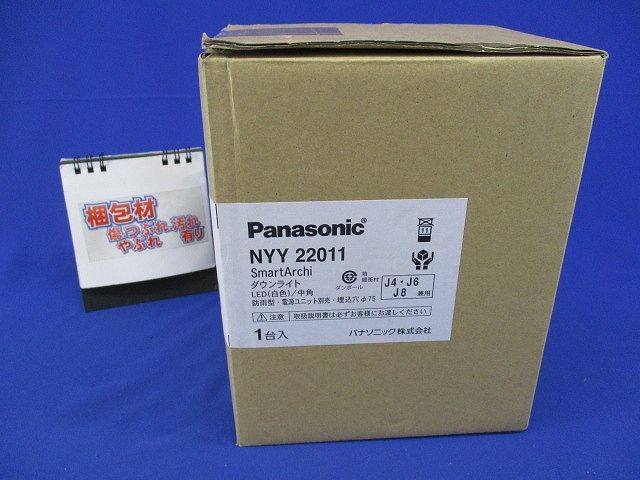 梱包材
傷 つぶれ 汚れ
やぶれ 有り
Panasonic®
NYY 22011
SmartArchi
ダウンライト
LED(白色)/中角
防雨型・電源ユニット別売・埋込穴φ75
ダンボール
箱
緩衝材
J4・J6
J8 兼用
注意 取扱説明書は必ずお客様にお渡しください
1台入
パナソニック株式会社